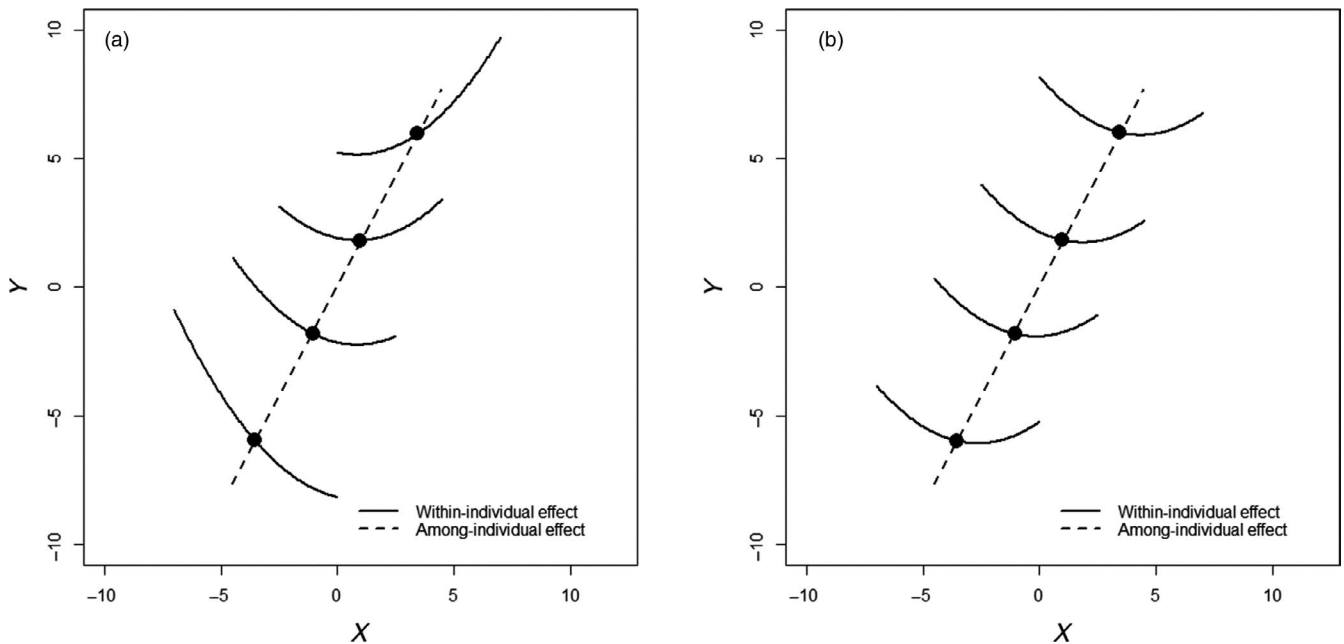 (a)
10
5
0
−5
−10
Y
Within-individual effect
Among-individual effect
−10 −5 0 5 10
X
(b)
10
5
0
−5
−10
Y
Within-individual effect
Among-individual effect
−10 −5 0 5 10
X